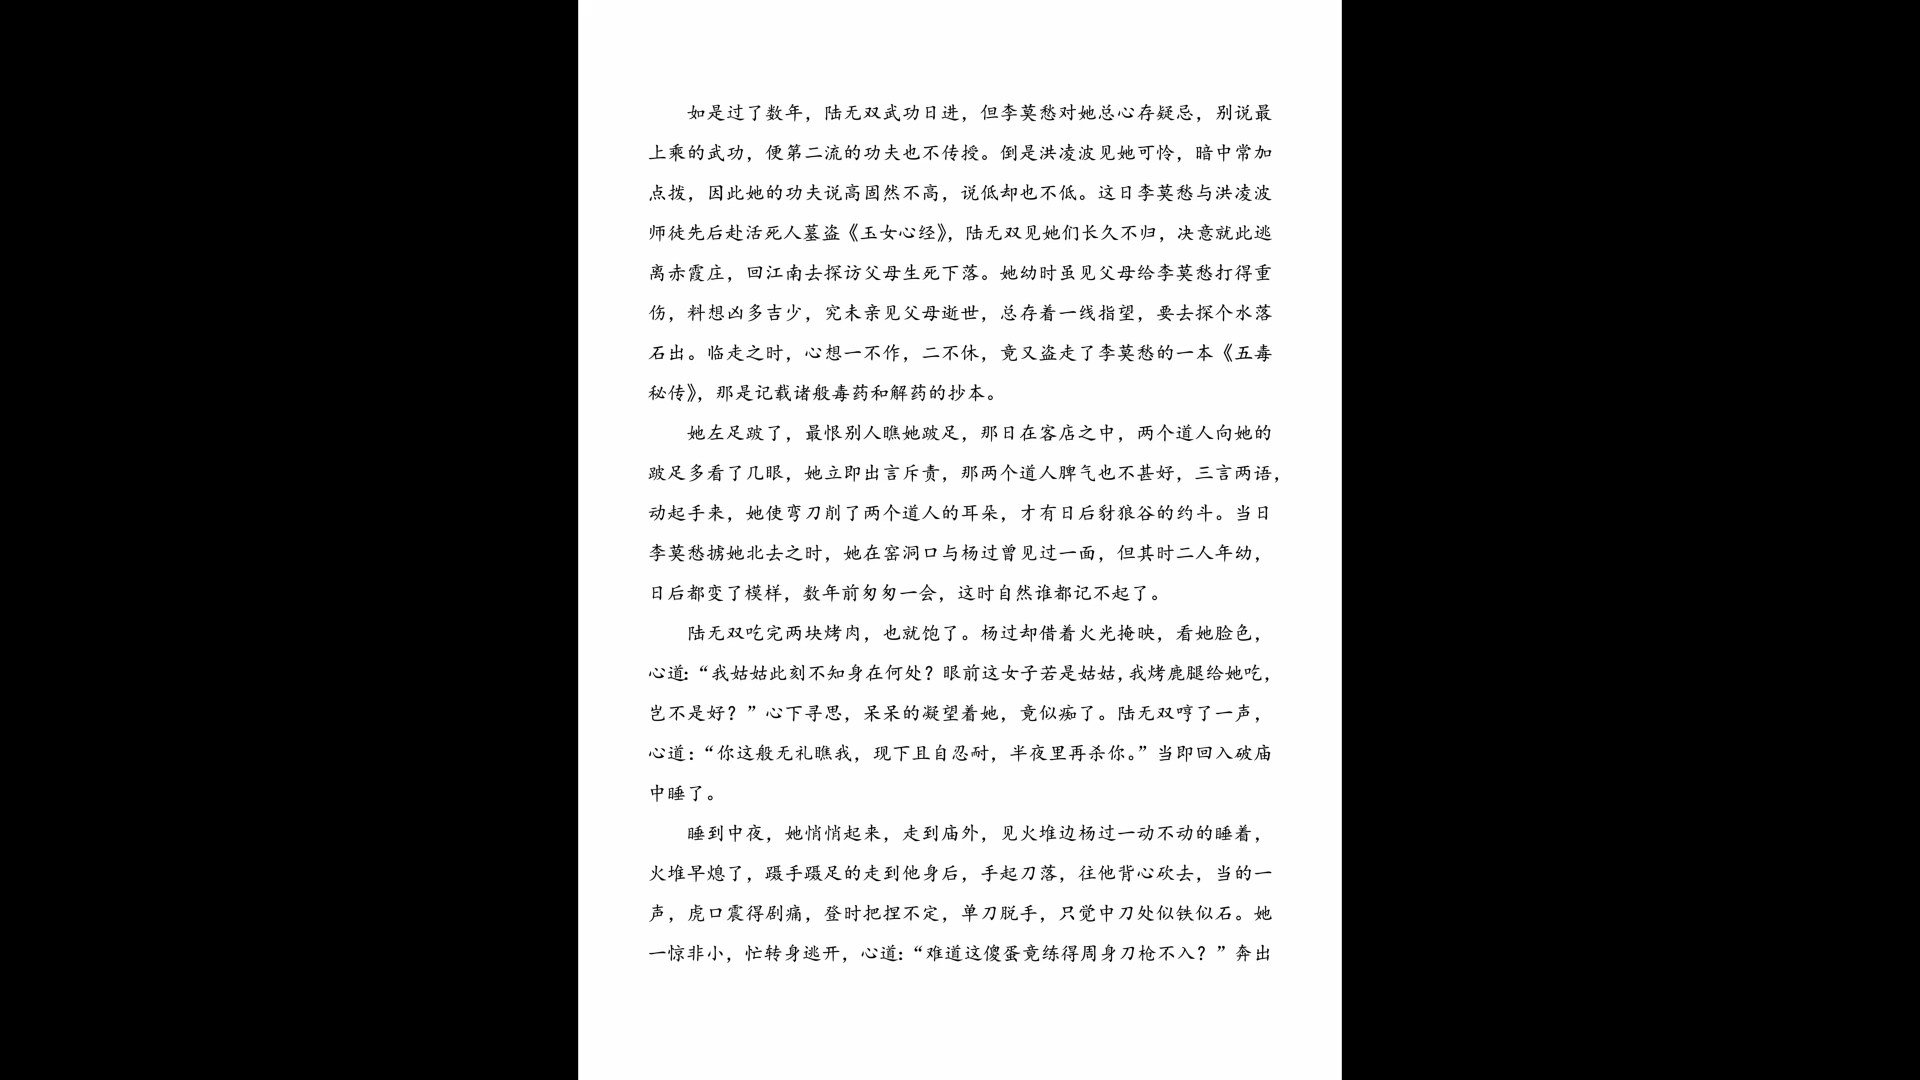 如是过了数年，陆无双武功日进，但李莫愁对她总心存疑忌，别说最
上乘的武功，便第二流的功夫也不传授。倒是洪凌波见她可怜，暗中常加
点拨，因此她的功夫说高固然不高，说低却也不低。这日李莫愁与洪凌波
师徒先后赴活死人墓盗《玉女心经》，陆无双见她们长久不归，决意就此逃
离赤霞庄，回江南去探访父母生死下落。她幼时虽见父母给李莫愁打得重
伤，料想凶多吉少，究未亲见父母逝世，总存着一线指望，要去探个水落
石出。临走之时，心想一不作，二不休，竟又盗走了李莫愁的一本《五毒
秘传》，那是记载诸般毒药和解药的抄本。
她左足跛了，最恨别人瞧她跛足，那日在客店之中，两个道人向她的
跛足多看了几眼，她立即出言斥责，那两个道人脾气也不甚好，三言两语，
动起手来，她使弯刀削了两个道人的耳朵，才有日后豺狼谷的约斗。当日
李莫愁掳她北去之时，她在窑洞口与杨过曾见过一面，但其时二人年幼，
日后都变了模样，数年前匆匆一会，这时自然谁都记不起了。
陆无双吃完两块烤肉，也就饱了。杨过却借着火光掩映，看她脸色，
心道：“我姑姑此刻不知身在何处？眼前这女子若是姑姑，我烤鹿腿给她吃，
岂不是好？”心下寻思，呆呆的凝望着她，竟似痴了。陆无双哼了一声，
心道：“你这般无礼瞧我，现下且自忍耐，半夜里再杀你。”当即回入破庙
中睡了。
睡到中夜，她悄悄起来，走到庙外，见火堆边杨过一动不动的睡着，
火堆早熄了，蹑手蹑足的走到他身后，手起刀落，往他背心砍去，当的一
声，虎口震得剧痛，登时把捏不定，单刀脱手，只觉中刀处似铁似石。她
一惊非小，忙转身逃开，心道：“难道这傻蛋竟练得周身刀枪不入？”奔出